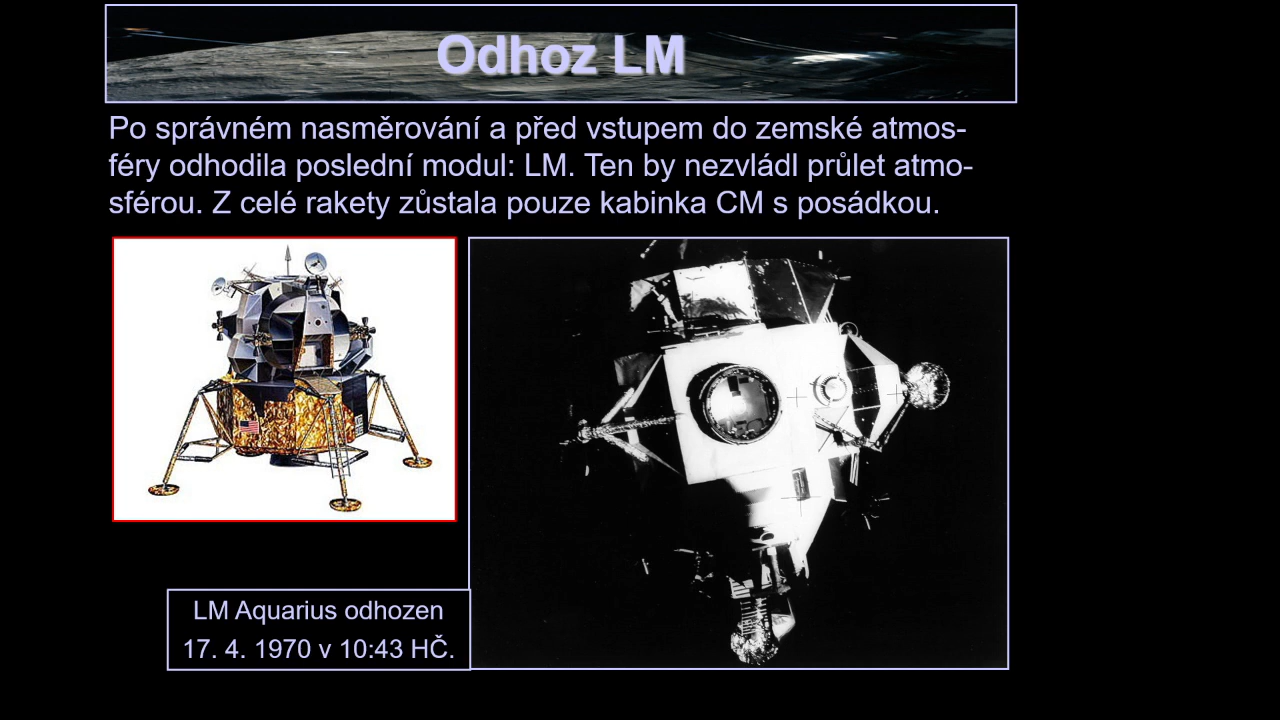 Odhoz LM
Po správném nasměrování a před vstupem do zemské atmos-
féry odhodila poslední modul: LM. Ten by nezvládl průlet atmo-
sférou. Z celé rakety zůstala pouze kabinka CM s posádkou.
LM Aquarius odhozen
17. 4. 1970 v 10:43 HČ.